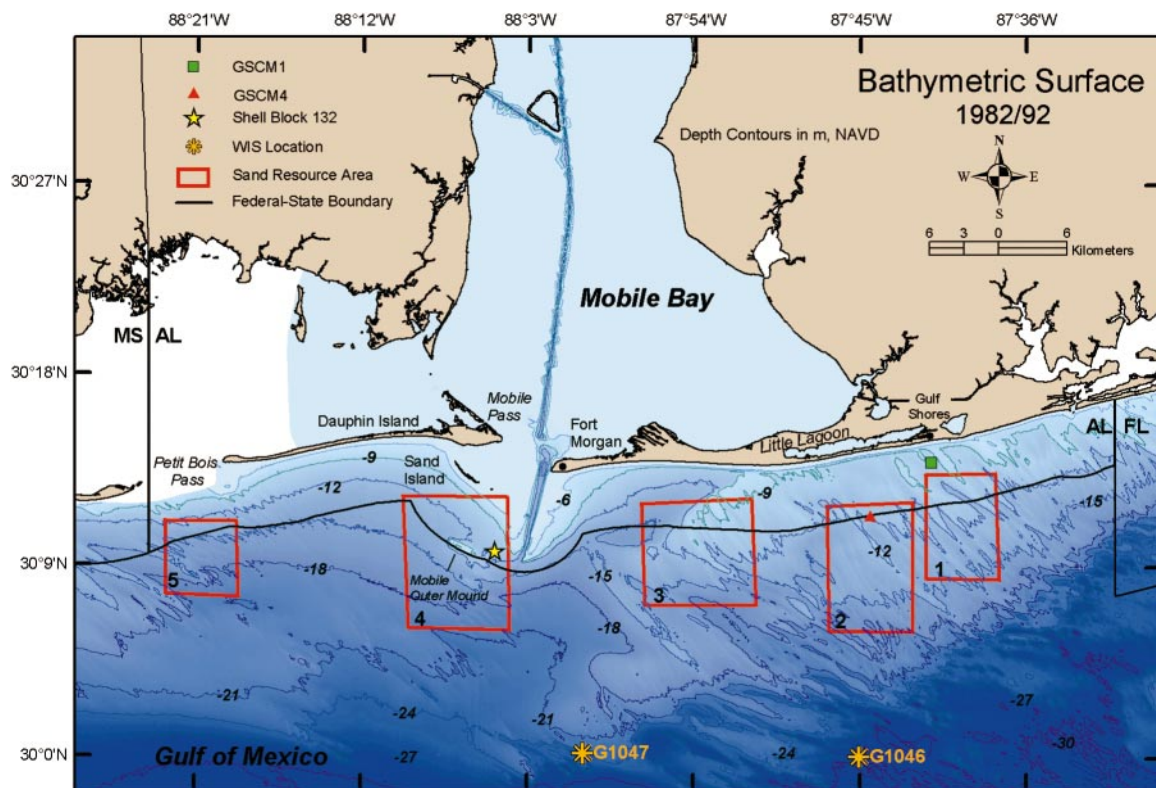 88°21'W
88°12'W
88°3'W
87°54'W
87°45'W
87°36'W
GSCM1
GSCM4
Shell Block 132
WIS Location
Sand Resource Area
Federal-State Boundary
Bathymetric Surface
1982/92
Depth Contours in m, NAVD
N
W
E
S
6 3 0 6
Kilometers
30°27'N
30°18'N
30°9'N
30°0'N
Mobile Bay
MS
AL
Mobile
Pass
Dauphin Island
Fort
Morgan
Gulf
Shores
Little Lagoon
AL
FL
Petit Bois
Pass
Sand
Island
-9
-12
-6
-9
-15
-12
-18
-15
-18
5
Mobile
Outer Mound
4
3
2
1
-21
-24
-21
-27
-24
-27
-30
Gulf of Mexico
G1047
G1046